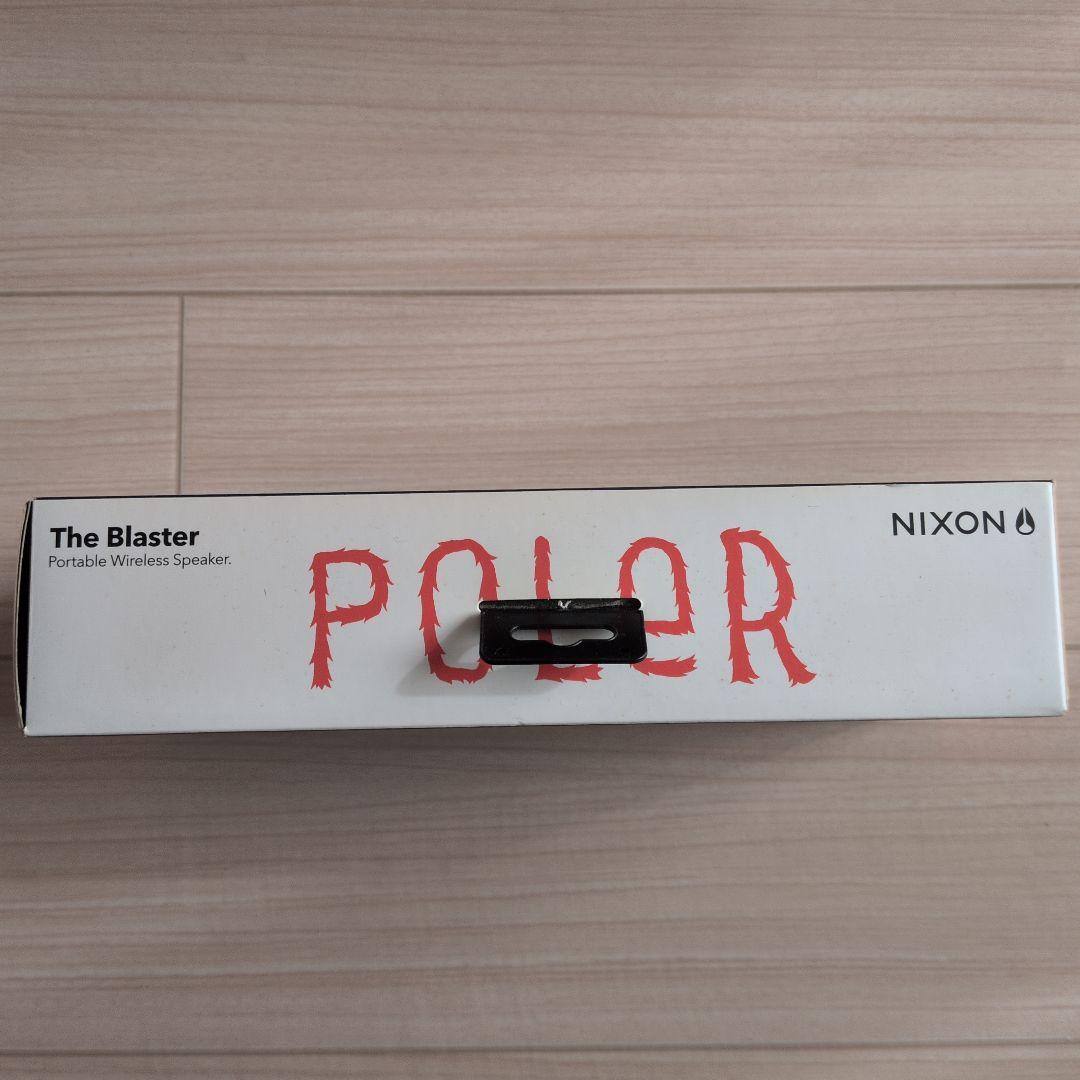 The Blaster
Portable Wireless Speaker.
POLeR
NIXON